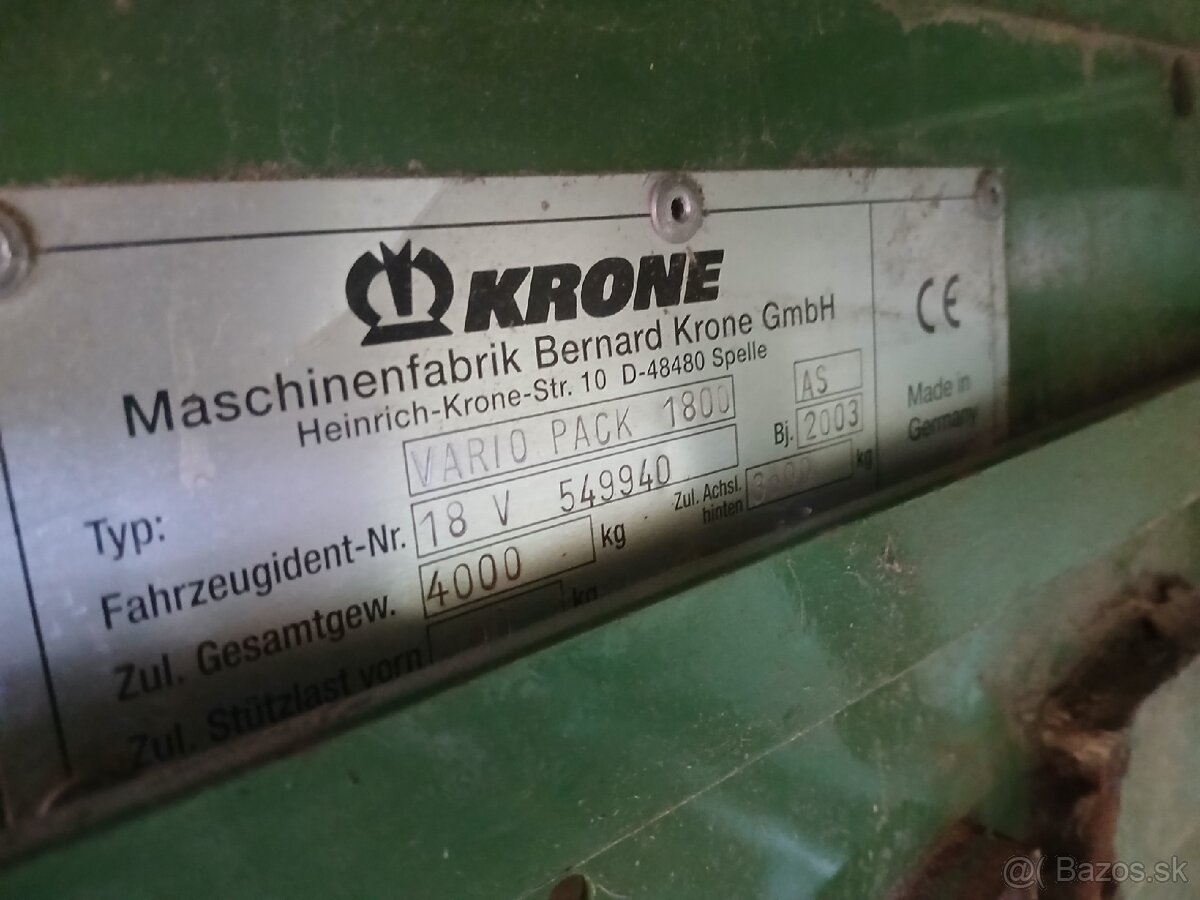 KRONE
Maschinenfabrik Bernard Krone GmbH
Heinrich-Krone-Str. 10 D-48480 Spelle
CE
Made in
Germany
Typ: VARIO PACK 1800 AS
Fahrzeugident-Nr. 18 V 549940 Bj. 2003
Zul. Gesamtgew. 4000 kg Zul. Achsl. hinten kg
Zul. Stützlast vorn kg
@( Bazos.sk